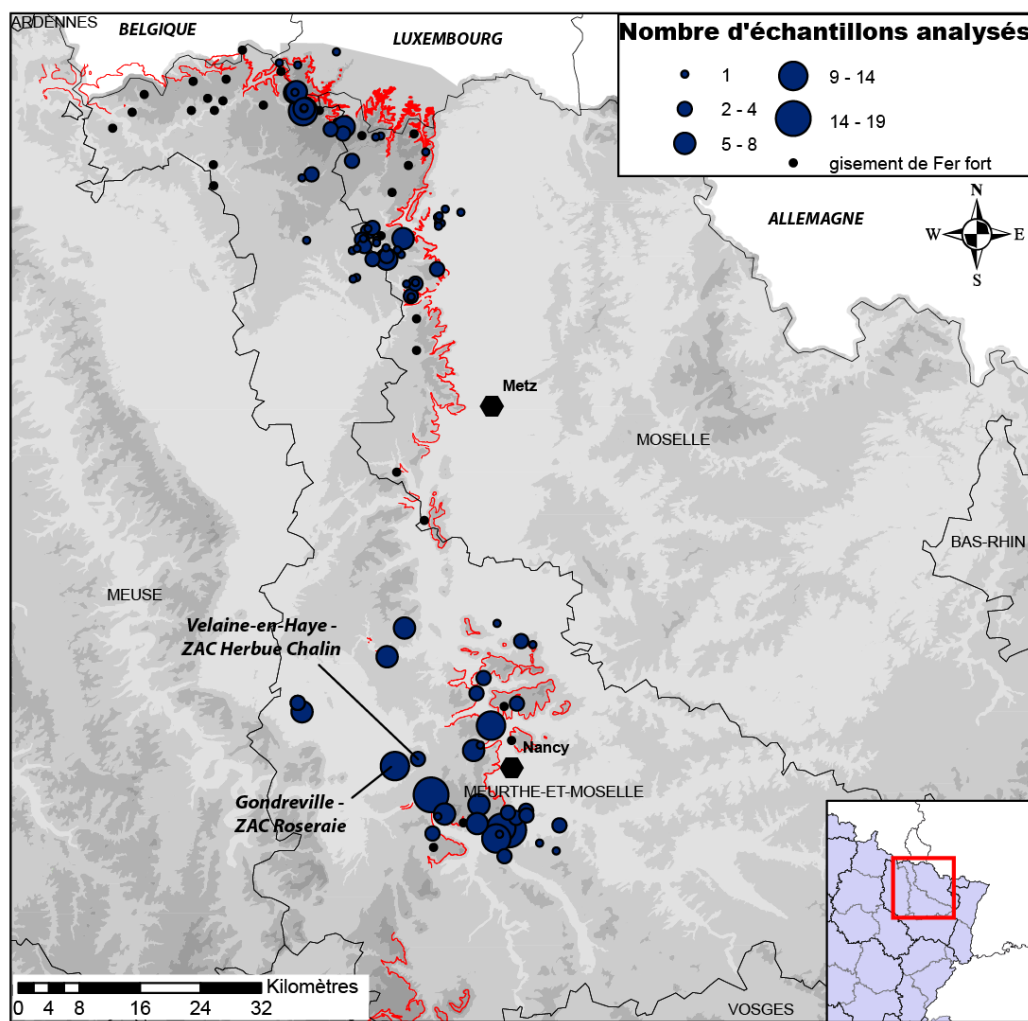 ARDENNES
BELGIQUE
LUXEMBOURG
Nombre d'échantillons analysés
1
2 - 4
5 - 8
9 - 14
14 - 19
gisement de Fer fort
ALLEMAGNE
N
W
E
S
Metz
MOSELLE
BAS-RHIN
MEUSE
Velaine-en-Haye -
ZAC Herbue Chalin
Nancy
MEURTHE-ET-MOSELLE
Gondreville -
ZAC Roseraie
Kilomètres
0 4 8 16 24 32
VOSGES